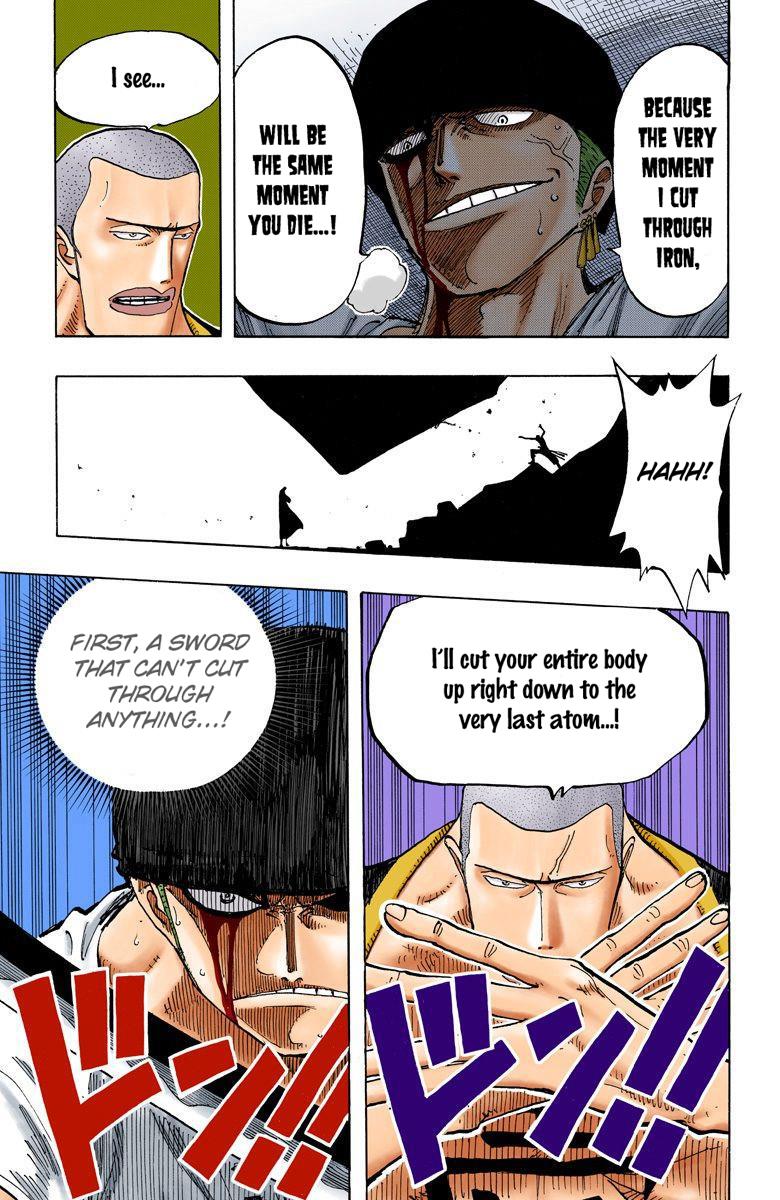 BECAUSE
THE VERY
MOMENT
I CUT
THROUGH
IRON,
WILL BE
THE SAME
MOMENT
YOU DIE...!
I see...
HAHH!
I'll cut your entire body
up right down to the
very last atom...!
ドン!!
FIRST, A SWORD
THAT CAN'T CUT
THROUGH
ANYTHING...!
ドン!!